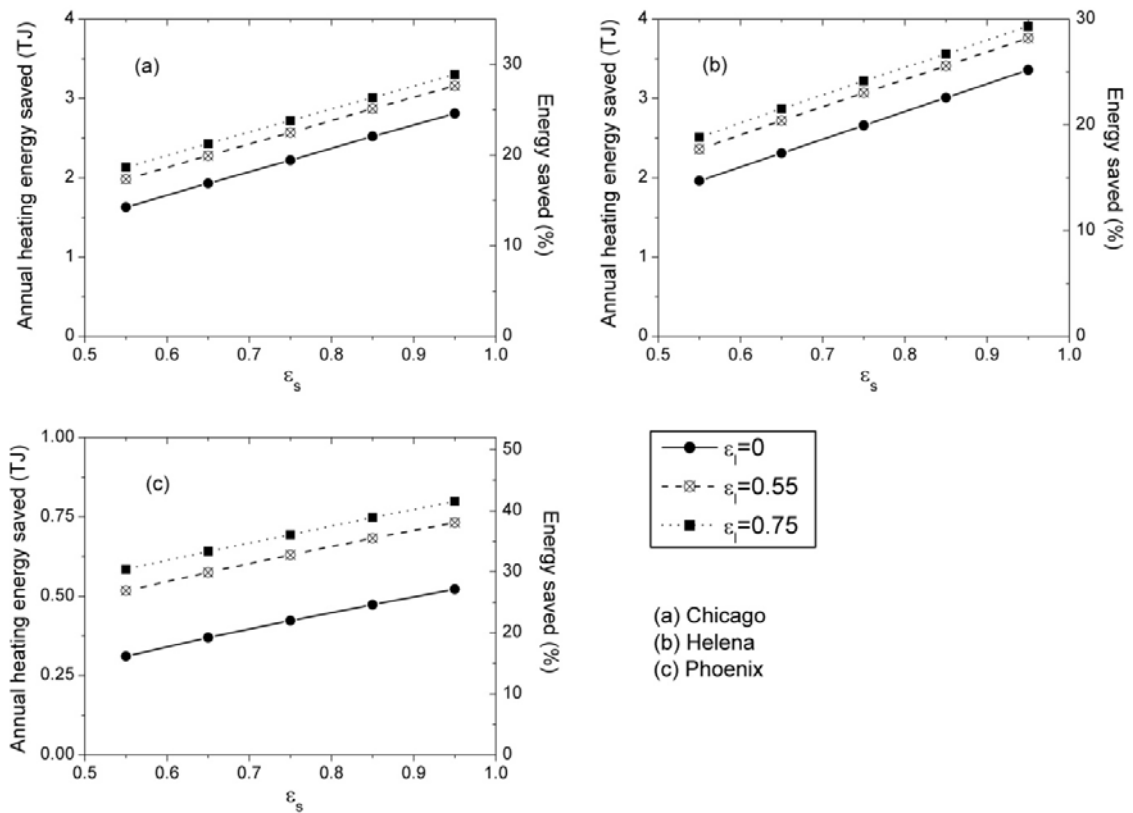 (a)
Annual heating energy saved (TJ)
4
3
2
1
0
30
20
10
0
Energy saved (%)
0.5 0.6 0.7 0.8 0.9 1.0
εs
(b)
Annual heating energy saved (TJ)
4
3
2
1
0
30
20
10
0
Energy saved (%)
0.5 0.6 0.7 0.8 0.9 1.0
εs
(c)
Annual heating energy saved (TJ)
1.00
0.75
0.50
0.25
0.00
50
40
30
20
10
0
Energy saved (%)
0.5 0.6 0.7 0.8 0.9 1.0
εs
εl=0
εl=0.55
εl=0.75
(a) Chicago
(b) Helena
(c) Phoenix